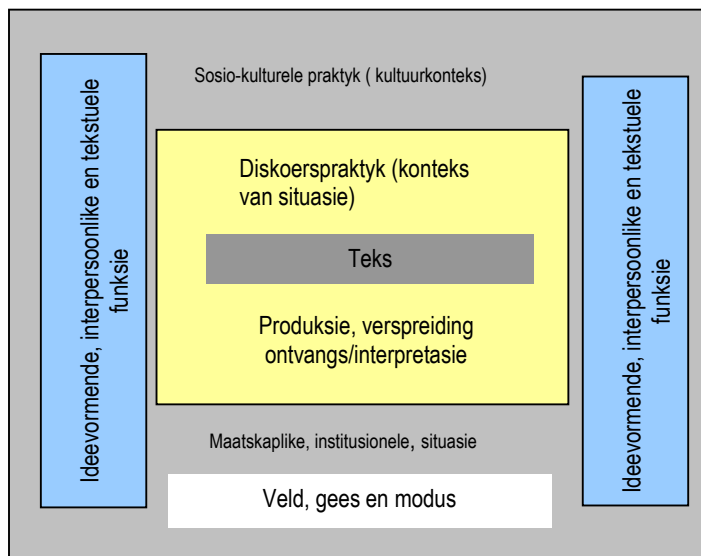 Sosio-kulturele praktyk ( kultuurkonteks)
Ideevormende, interpersoonlike en tekstuele
funksie
Diskoerspraktyk (konteks
van situasie)
Teks
Produksie, verspreiding
ontvangs/interpretasie
Ideevormende, interpersoonlike en tekstuele
funksie
Maatskaplike, institusionele, situasie
Veld, gees en modus